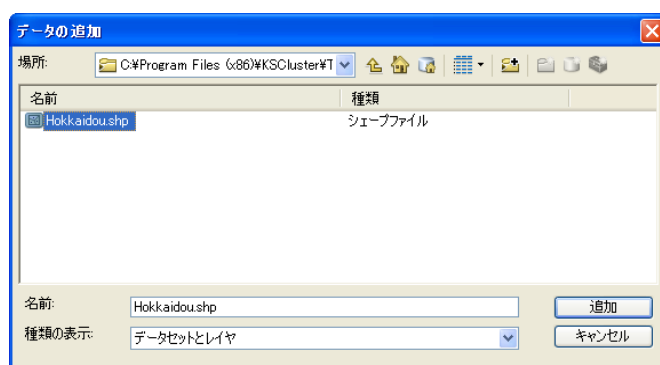 データの追加
場所: C:¥Program Files (x86)¥KSCluster¥T
名前 種類
Hokkaidou.shp シェープファイル
名前: Hokkaidou.shp 追加
種類の表示: データセットとレイヤ キャンセル